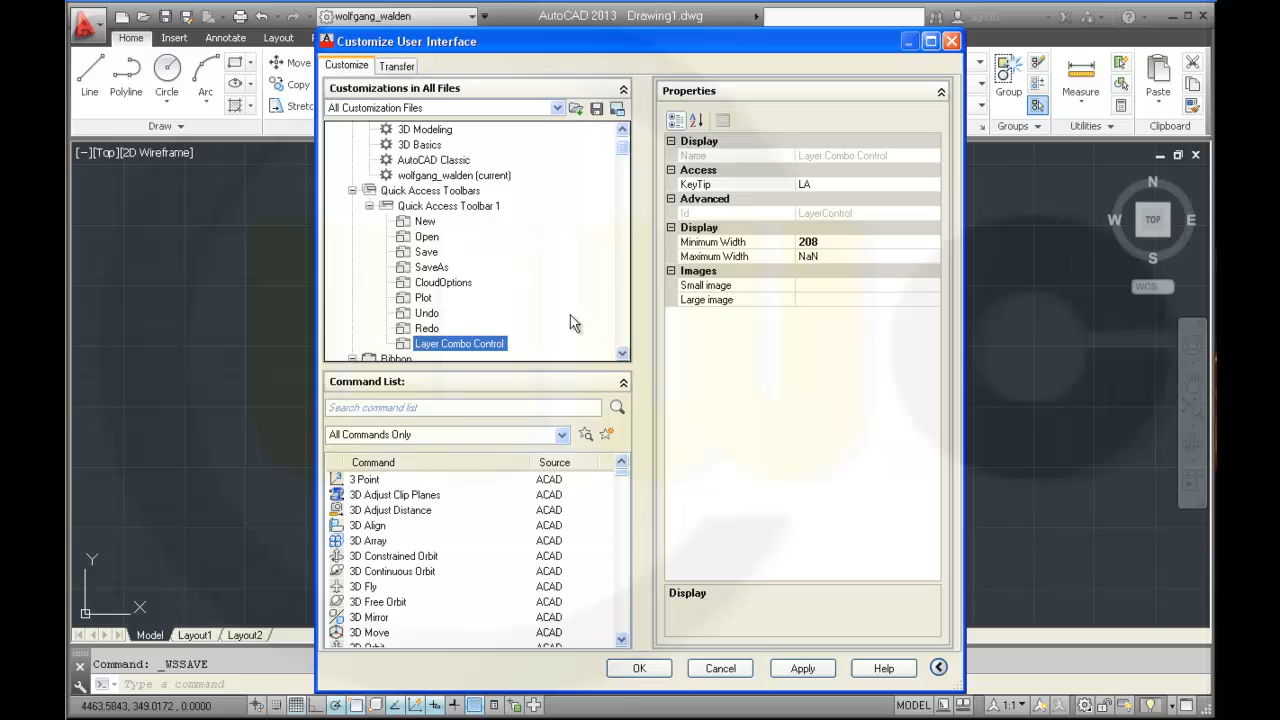 wolfgang_walden
AutoCAD 2013 Drawing1.dwg
Home Insert Annotate Layout
Line Polyline Circle Arc
Move
Copy
Stretc
Draw
Group
Groups
Measure
Utilities
Paste
Clipboard
[−][Top][2D Wireframe]
Customize User Interface
Customize Transfer
Customizations in All Files
All Customization Files
3D Modeling
3D Basics
AutoCAD Classic
wolfgang_walden (current)
Quick Access Toolbars
Quick Access Toolbar 1
New
Open
Save
SaveAs
CloudOptions
Plot
Undo
Redo
Layer Combo Control
Ribbon
Command List:
Search command list
All Commands Only
Command Source
3 Point ACAD
3D Adjust Clip Planes ACAD
3D Adjust Distance ACAD
3D Align ACAD
3D Array ACAD
3D Constrained Orbit ACAD
3D Continuous Orbit ACAD
3D Fly ACAD
3D Free Orbit ACAD
3D Mirror ACAD
3D Move ACAD
Properties
Display
Name Layer Combo Control
Access
KeyTip LA
Advanced
Id LayerControl
Display
Minimum Width 208
Maximum Width NaN
Images
Small image
Large image
Display
OK Cancel Apply Help
N
W TOP E
S
WCS
Y
X
Model Layout1 Layout2
Command: _WSSAVE
Type a command
4463.5843, 349.0172, 0.0000
MODEL 1:1